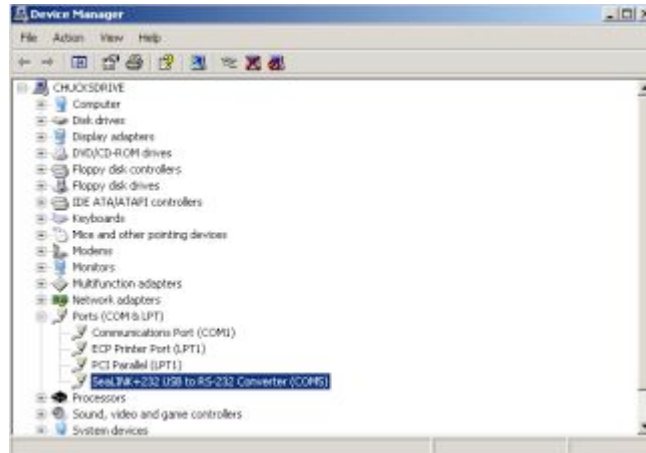 Device Manager
File Action View Help
CHUCKSDRIVE
Computer
Disk drives
Display adapters
DVD/CD-ROM drives
Floppy disk controllers
Floppy disk drives
IDE ATA/ATAPI controllers
Keyboards
Mice and other pointing devices
Modems
Monitors
Multifunction adapters
Network adapters
Ports (COM & LPT)
Communications Port (COM1)
ECP Printer Port (LPT1)
PCI Parallel (LPT1)
SeaLINK+232 USB to RS-232 Converter (COM5)
Processors
Sound, video and game controllers
System devices